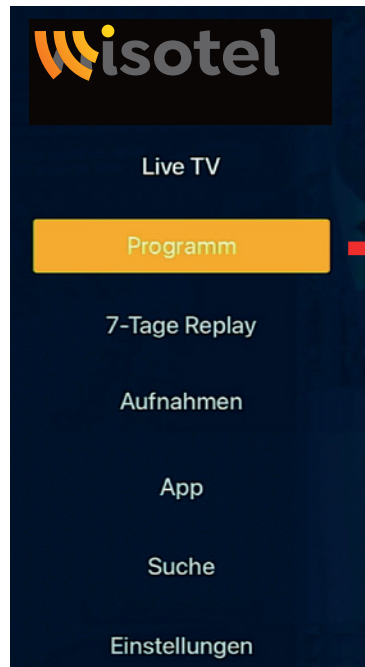 wisotel
Live TV
Programm
7-Tage Replay
Aufnahmen
App
Suche
Einstellungen